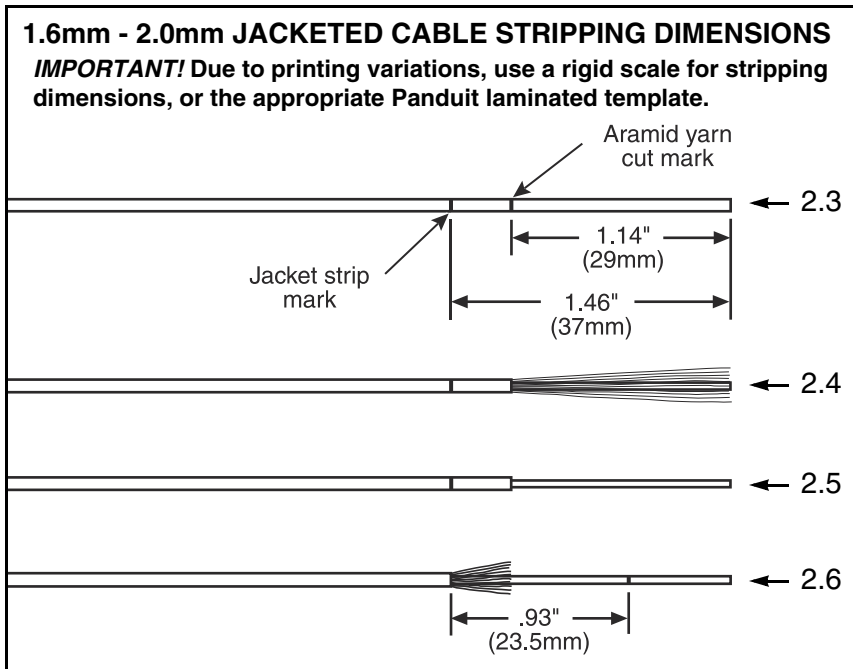 1.6mm - 2.0mm JACKETED CABLE STRIPPING DIMENSIONS
IMPORTANT! Due to printing variations, use a rigid scale for stripping
dimensions, or the appropriate Panduit laminated template.
Aramid yarn
cut mark
2.3
1.14"
(29mm)
Jacket strip
mark
1.46"
(37mm)
2.4
2.5
2.6
.93"
(23.5mm)